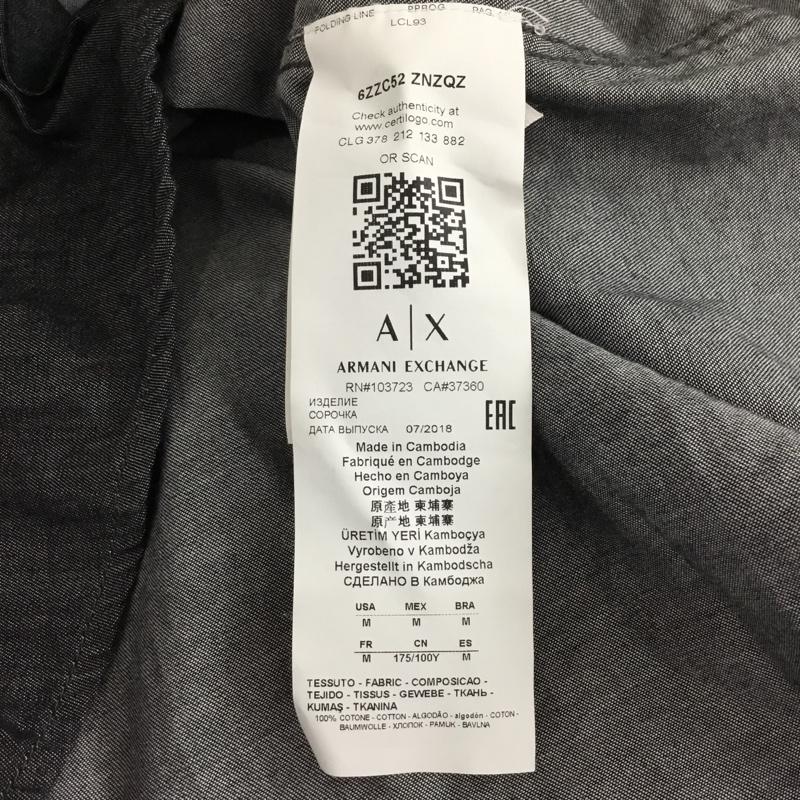 FOLDING LINE PPROG PAG.
LCL93
6ZZC52 ZNZQZ
Check authenticity at
www.certilogo.com
CLG 378 212 133 882
OR SCAN
A|X
ARMANI EXCHANGE
RN#103723 CA#37360
ИЗДЕЛИЕ
СОРОЧКА
ДАТА ВЫПУСКА 07/2018
EAC
Made in Cambodia
Fabriqué en Cambodge
Hecho en Camboya
Origem Camboja
原產地 柬埔寨
原产地 柬埔寨
ÜRETİM YERİ Kamboçya
Vyrobeno v Kambodža
Hergestellt in Kambodscha
СДЕЛАНО В Камбоджа
USA MEX BRA
M M M
FR CN ES
M 175/100Y M
TESSUTO - FABRIC - COMPOSICAO -
TEJIDO - TISSUS - GEWEBE - ТКАНЬ -
KUMAŞ - TKANINA
100% COTONE - COTTON - ALGODÃO - algodón - COTON -
BAUMWOLLE - ХЛОПОК - PAMUK - BAVLNA